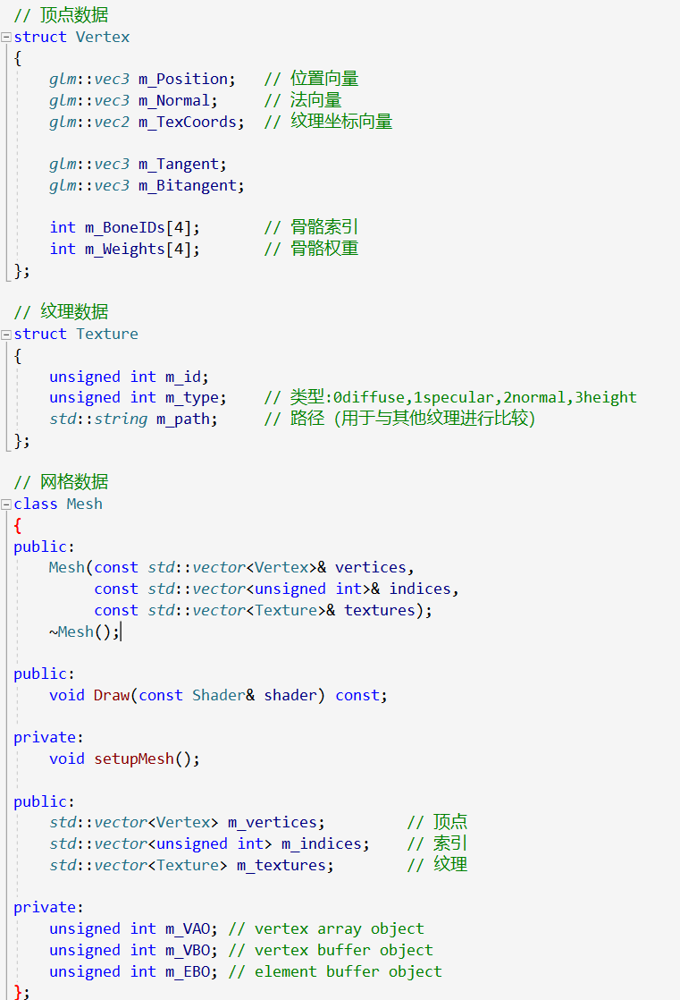 // 顶点数据
struct Vertex
{
    glm::vec3 m_Position;   // 位置向量
    glm::vec3 m_Normal;     // 法向量
    glm::vec2 m_TexCoords;  // 纹理坐标向量

    glm::vec3 m_Tangent;
    glm::vec3 m_Bitangent;

    int m_BoneIDs[4];       // 骨骼索引
    int m_Weights[4];       // 骨骼权重
};

// 纹理数据
struct Texture
{
    unsigned int m_id;
    unsigned int m_type;    // 类型:0diffuse,1specular,2normal,3height
    std::string m_path;     // 路径（用于与其他纹理进行比较）
};

// 网格数据
class Mesh
{
public:
    Mesh(const std::vector<Vertex>& vertices,
         const std::vector<unsigned int>& indices,
         const std::vector<Texture>& textures);
    ~Mesh();

public:
    void Draw(const Shader& shader) const;

private:
    void setupMesh();

public:
    std::vector<Vertex> m_vertices;         // 顶点
    std::vector<unsigned int> m_indices;    // 索引
    std::vector<Texture> m_textures;        // 纹理

private:
    unsigned int m_VAO; // vertex array object
    unsigned int m_VBO; // vertex buffer object
    unsigned int m_EBO; // element buffer object
};